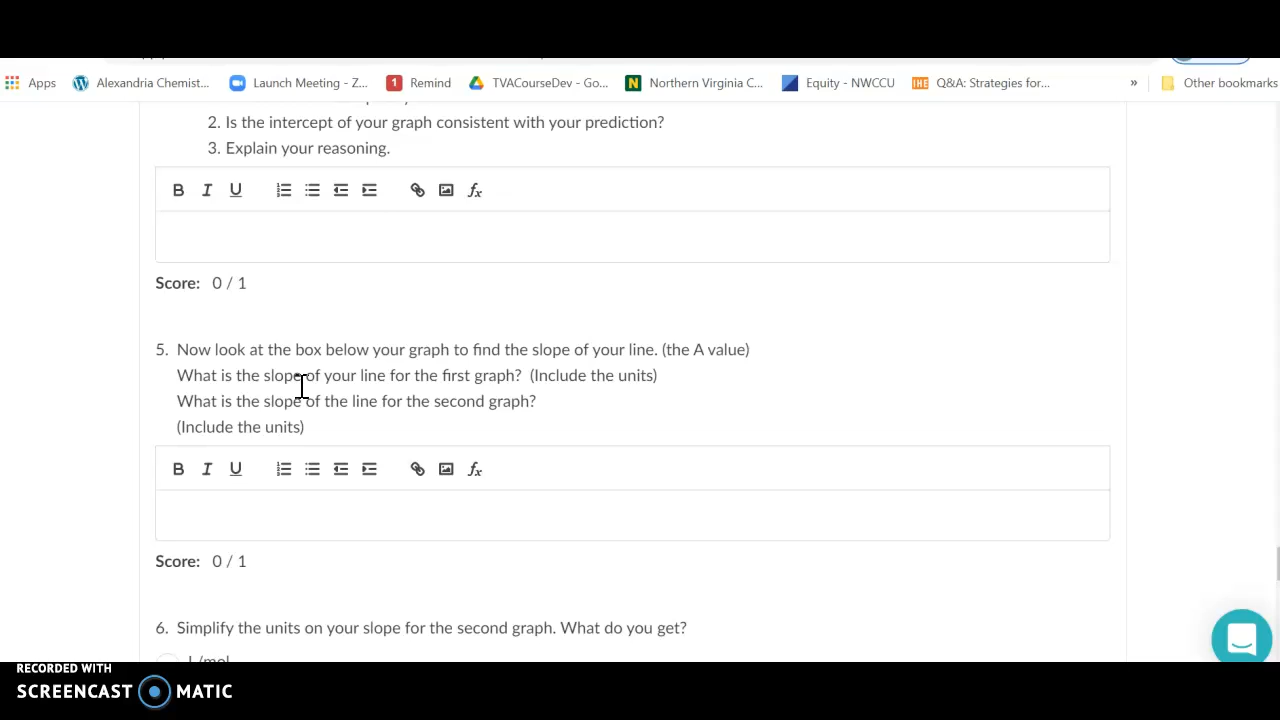 Apps Alexandria Chemist... Launch Meeting - Z... 1 Remind TVACourseDev - Go... N Northern Virginia C... Equity - NWCCU IHE Q&A: Strategies for... » Other bookmarks
2. Is the intercept of your graph consistent with your prediction?
3. Explain your reasoning.
B I U fx
Score: 0 / 1
5. Now look at the box below your graph to find the slope of your line. (the A value)
What is the slope of your line for the first graph? (Include the units)
What is the slope of the line for the second graph?
(Include the units)
B I U fx
Score: 0 / 1
6. Simplify the units on your slope for the second graph. What do you get?
L/mol
RECORDED WITH
SCREENCAST MATIC